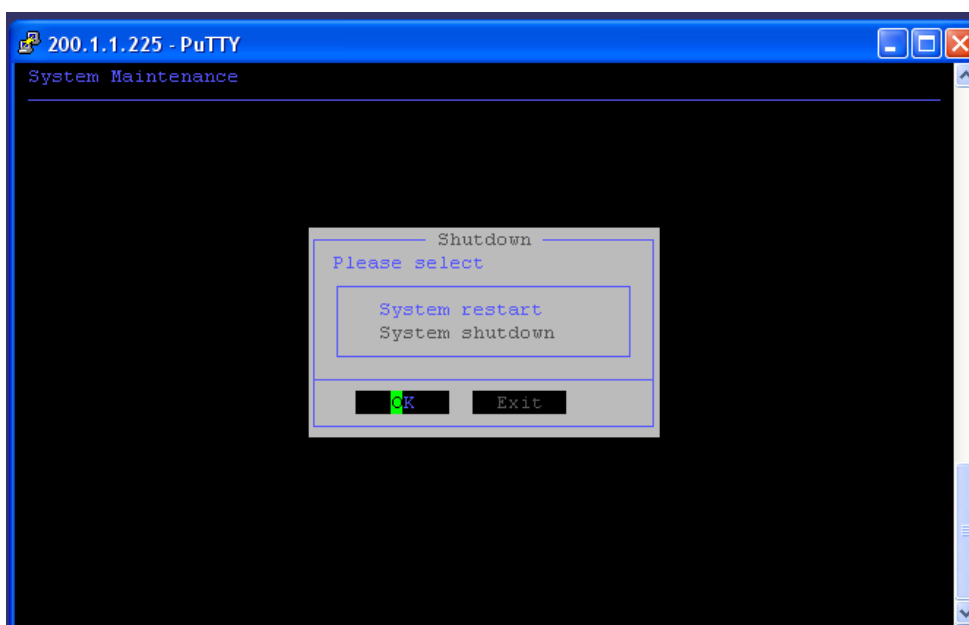 200.1.1.225 - PuTTY
System Maintenance
Shutdown
Please select
System restart
System shutdown
OK Exit